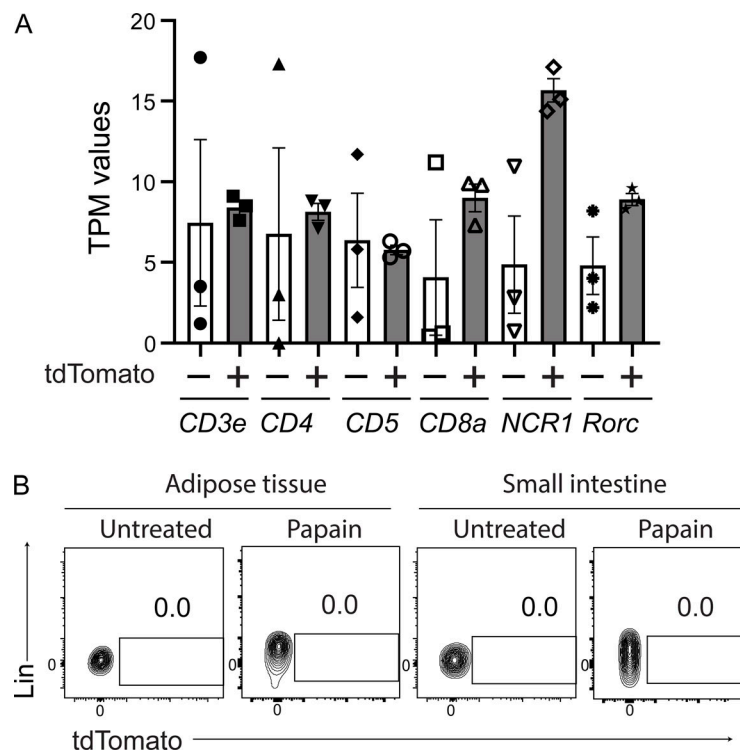 A
20
15
10
5
0
TPM values
tdTomato − + − + − + − + − + − +
CD3e CD4 CD5 CD8a NCR1 Rorc
B
Adipose tissue Small intestine
Untreated Papain Untreated Papain
0.0 0.0 0.0 0.0
0 0 0 0
Lin
0 0 0 0
tdTomato